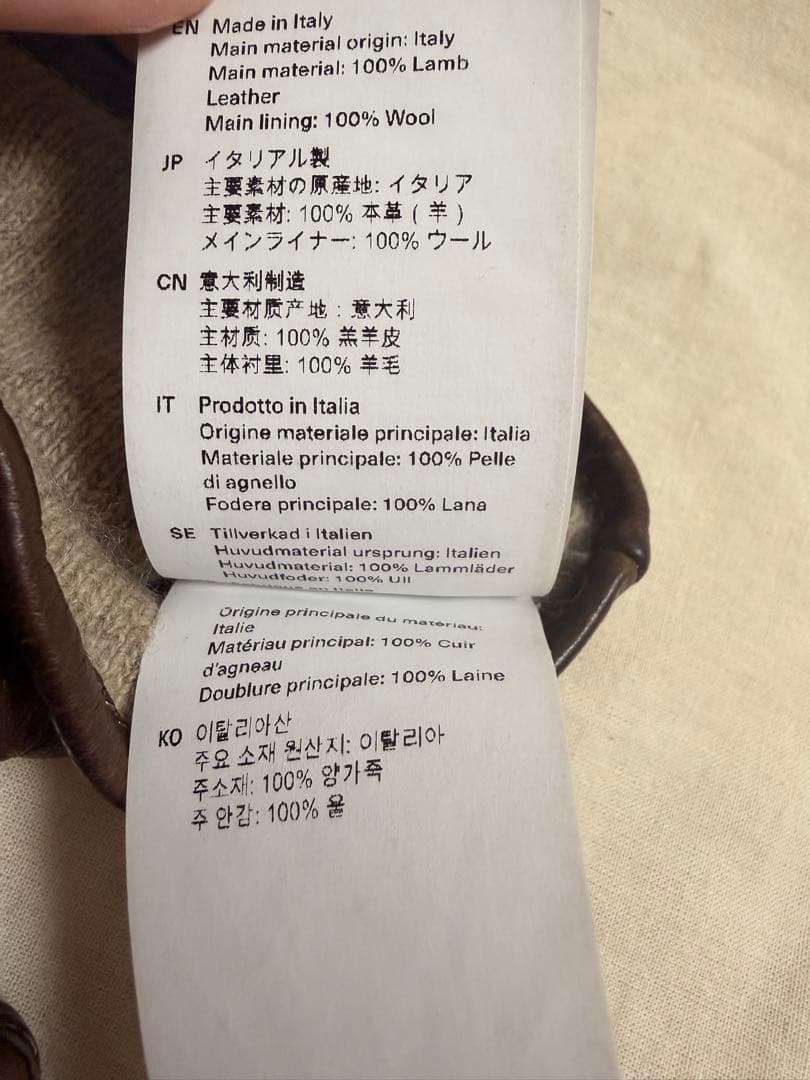 EN Made in Italy
Main material origin: Italy
Main material: 100% Lamb
Leather
Main lining: 100% Wool
JP イタリアル製
主要素材の原産地: イタリア
主要素材: 100% 本革 ( 羊 )
メインライナー: 100% ウール
CN 意大利制造
主要材质产地：意大利
主材质: 100% 羔羊皮
主体衬里: 100% 羊毛
IT Prodotto in Italia
Origine materiale principale: Italia
Materiale principale: 100% Pelle
di agnello
Fodera principale: 100% Lana
SE Tillverkad i Italien
Huvudmaterial ursprung: Italien
Huvudmaterial: 100% Lammläder
Huvudfoder: 100% Ull
Origine principale du matériau:
Italie
Matériau principal: 100% Cuir
d'agneau
Doublure principale: 100% Laine
KO 이탈리아산
주요 소재 원산지: 이탈리아
주소재: 100% 양가죽
주 안감: 100% 울